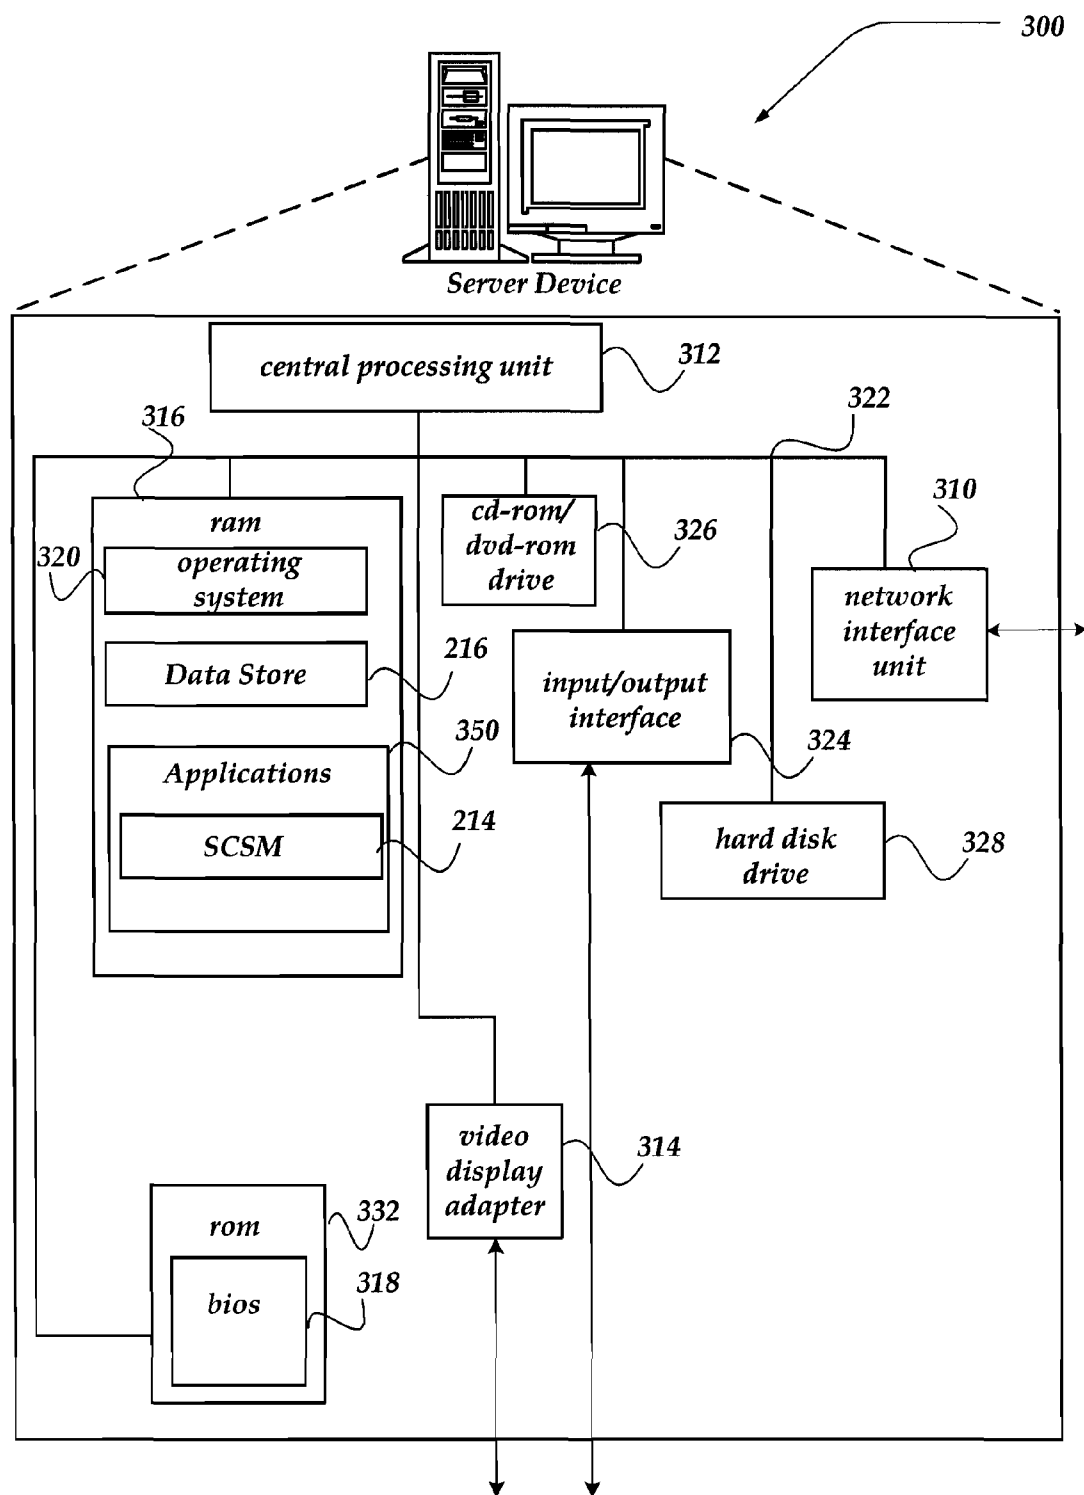 300
Server Device
central processing unit
312
316
322
ram
cd-rom/
dvd-rom
drive
326
310
320
operating
system
network
interface
unit
Data Store
216
input/output
interface
324
350
Applications
SCSM
214
hard disk
drive
328
video
display
adapter
314
rom
332
bios
318